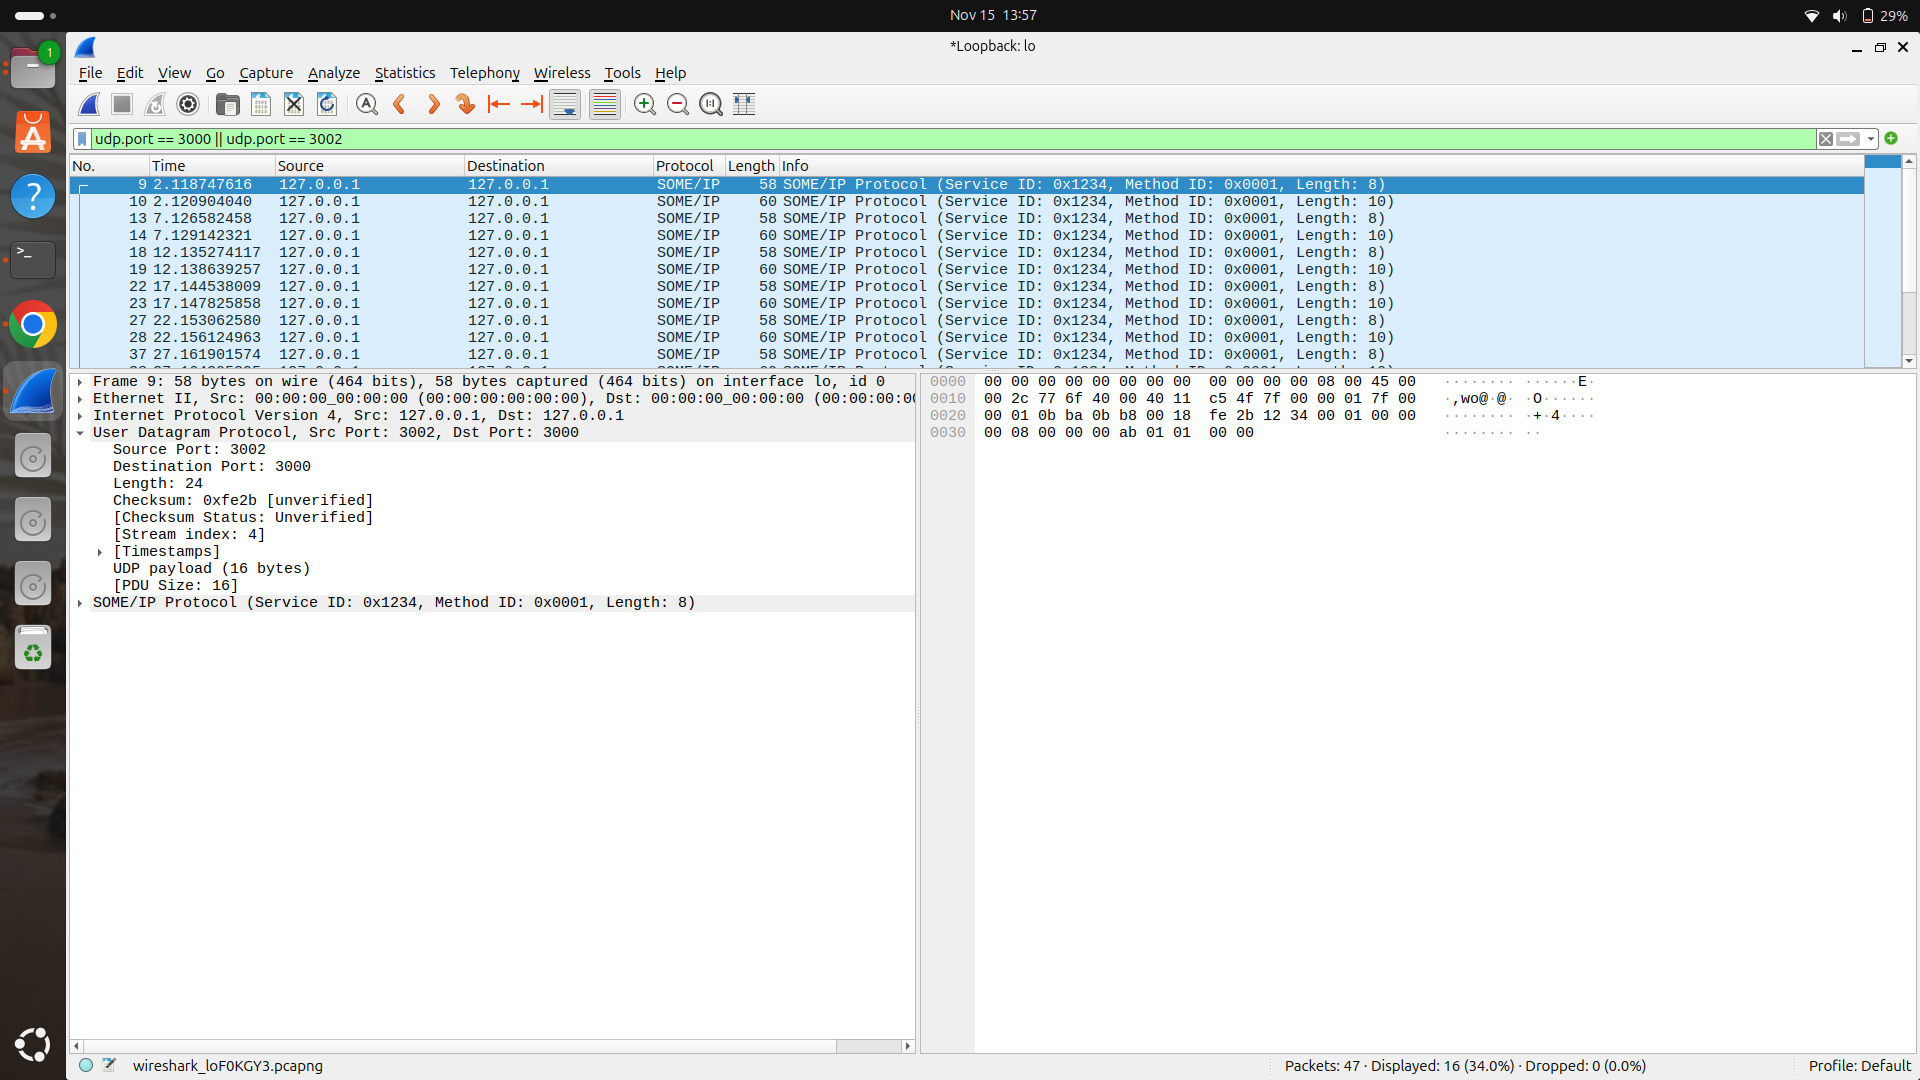 Nov 15 13:57
29%
1
*Loopback: lo
File Edit View Go Capture Analyze Statistics Telephony Wireless Tools Help
udp.port == 3000 || udp.port == 3002
No. Time Source Destination Protocol Length Info
9 2.118747616 127.0.0.1 127.0.0.1 SOME/IP 58 SOME/IP Protocol (Service ID: 0x1234, Method ID: 0x0001, Length: 8)
10 2.120904040 127.0.0.1 127.0.0.1 SOME/IP 60 SOME/IP Protocol (Service ID: 0x1234, Method ID: 0x0001, Length: 10)
13 7.126582458 127.0.0.1 127.0.0.1 SOME/IP 58 SOME/IP Protocol (Service ID: 0x1234, Method ID: 0x0001, Length: 8)
14 7.129142321 127.0.0.1 127.0.0.1 SOME/IP 60 SOME/IP Protocol (Service ID: 0x1234, Method ID: 0x0001, Length: 10)
18 12.135274117 127.0.0.1 127.0.0.1 SOME/IP 58 SOME/IP Protocol (Service ID: 0x1234, Method ID: 0x0001, Length: 8)
19 12.138639257 127.0.0.1 127.0.0.1 SOME/IP 60 SOME/IP Protocol (Service ID: 0x1234, Method ID: 0x0001, Length: 10)
22 17.144538009 127.0.0.1 127.0.0.1 SOME/IP 58 SOME/IP Protocol (Service ID: 0x1234, Method ID: 0x0001, Length: 8)
23 17.147825858 127.0.0.1 127.0.0.1 SOME/IP 60 SOME/IP Protocol (Service ID: 0x1234, Method ID: 0x0001, Length: 10)
27 22.153062580 127.0.0.1 127.0.0.1 SOME/IP 58 SOME/IP Protocol (Service ID: 0x1234, Method ID: 0x0001, Length: 8)
28 22.156124963 127.0.0.1 127.0.0.1 SOME/IP 60 SOME/IP Protocol (Service ID: 0x1234, Method ID: 0x0001, Length: 10)
37 27.161901574 127.0.0.1 127.0.0.1 SOME/IP 58 SOME/IP Protocol (Service ID: 0x1234, Method ID: 0x0001, Length: 8)
Frame 9: 58 bytes on wire (464 bits), 58 bytes captured (464 bits) on interface lo, id 0
Ethernet II, Src: 00:00:00_00:00:00 (00:00:00:00:00:00), Dst: 00:00:00_00:00:00 (00:00:00:00
Internet Protocol Version 4, Src: 127.0.0.1, Dst: 127.0.0.1
User Datagram Protocol, Src Port: 3002, Dst Port: 3000
Source Port: 3002
Destination Port: 3000
Length: 24
Checksum: 0xfe2b [unverified]
[Checksum Status: Unverified]
[Stream index: 4]
[Timestamps]
UDP payload (16 bytes)
[PDU Size: 16]
SOME/IP Protocol (Service ID: 0x1234, Method ID: 0x0001, Length: 8)
0000 00 00 00 00 00 00 00 00 00 00 00 00 08 00 45 00 ········ ······E·
0010 00 2c 77 6f 40 00 40 11 c5 4f 7f 00 00 01 7f 00 ·,wo@·@· ·O······
0020 00 01 0b ba 0b b8 00 18 fe 2b 12 34 00 01 00 00 ········ ·+·4····
0030 00 08 00 00 00 ab 01 01 00 00 ········ ··
wireshark_loF0KGY3.pcapng
Packets: 47 · Displayed: 16 (34.0%) · Dropped: 0 (0.0%)
Profile: Default